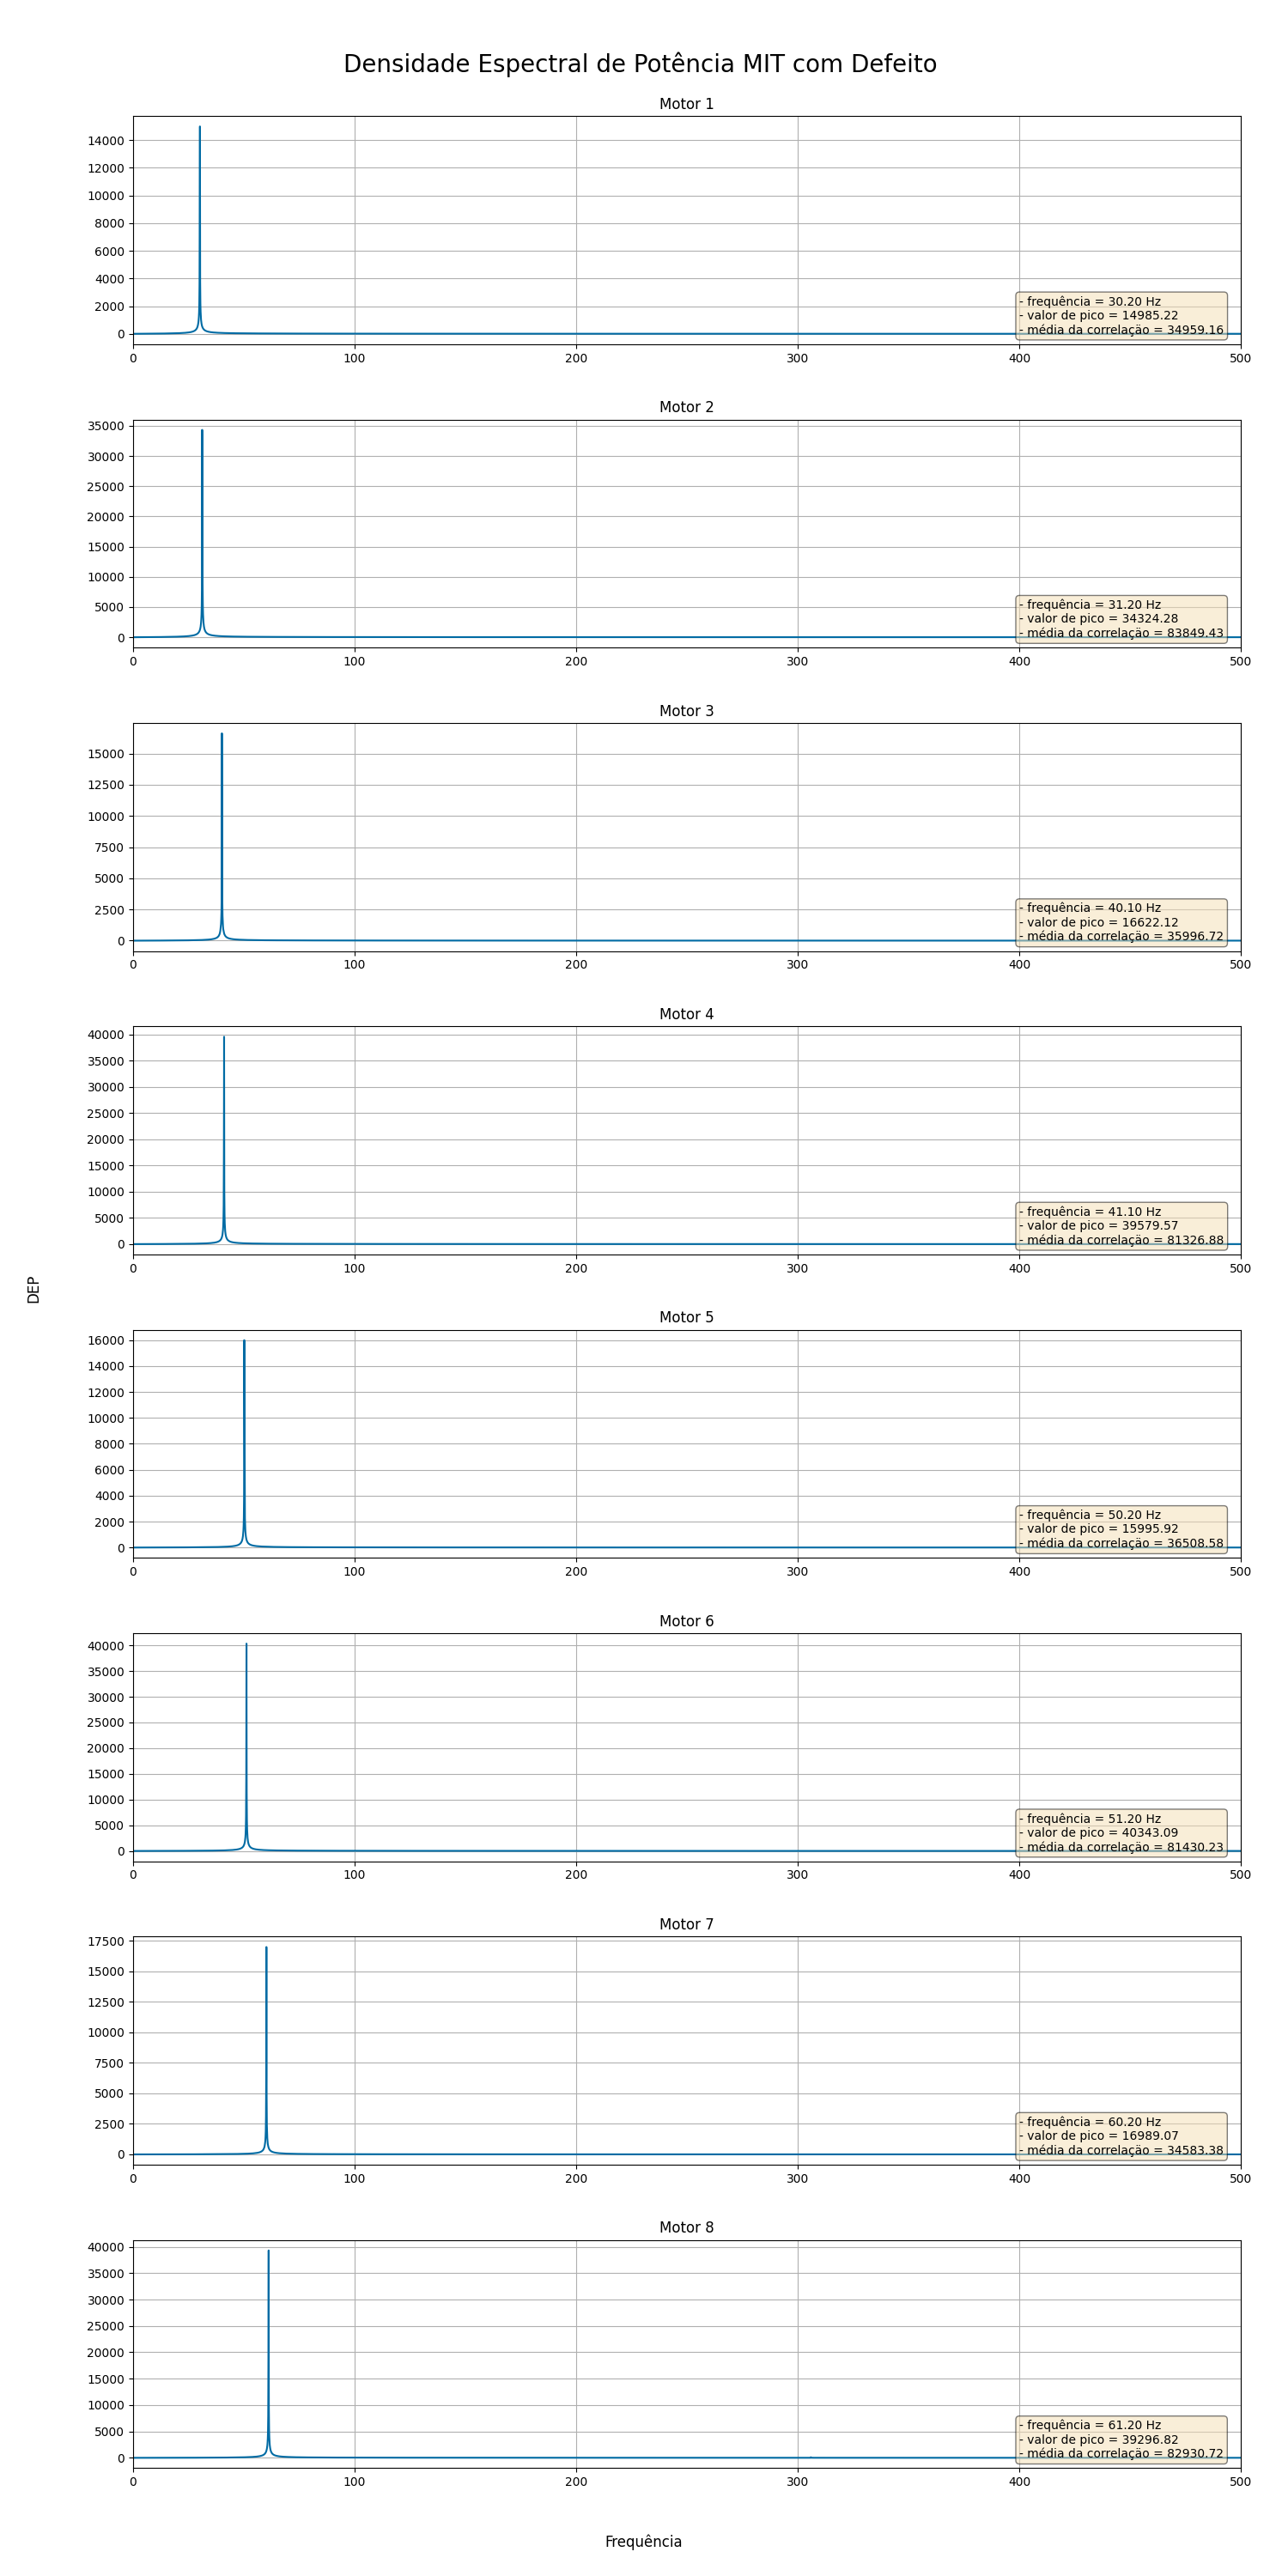 Densidade Espectral de Potência MIT com Defeito
Motor 1
14000
12000
10000
8000
6000
4000
2000
0
- frequência = 30.20 Hz
- valor de pico = 14985.22
- média da correlação = 34959.16
0 100 200 300 400 500
Motor 2
35000
30000
25000
20000
15000
10000
5000
0
- frequência = 31.20 Hz
- valor de pico = 34324.28
- média da correlação = 83849.43
0 100 200 300 400 500
Motor 3
15000
12500
10000
7500
5000
2500
0
- frequência = 40.10 Hz
- valor de pico = 16622.12
- média da correlação = 35996.72
0 100 200 300 400 500
Motor 4
40000
35000
30000
25000
20000
15000
10000
5000
0
- frequência = 41.10 Hz
- valor de pico = 39579.57
- média da correlação = 81326.88
0 100 200 300 400 500
DEP
Motor 5
16000
14000
12000
10000
8000
6000
4000
2000
0
- frequência = 50.20 Hz
- valor de pico = 15995.92
- média da correlação = 36508.58
0 100 200 300 400 500
Motor 6
40000
35000
30000
25000
20000
15000
10000
5000
0
- frequência = 51.20 Hz
- valor de pico = 40343.09
- média da correlação = 81430.23
0 100 200 300 400 500
Motor 7
17500
15000
12500
10000
7500
5000
2500
0
- frequência = 60.20 Hz
- valor de pico = 16989.07
- média da correlação = 34583.38
0 100 200 300 400 500
Motor 8
40000
35000
30000
25000
20000
15000
10000
5000
0
- frequência = 61.20 Hz
- valor de pico = 39296.82
- média da correlação = 82930.72
0 100 200 300 400 500
Frequência